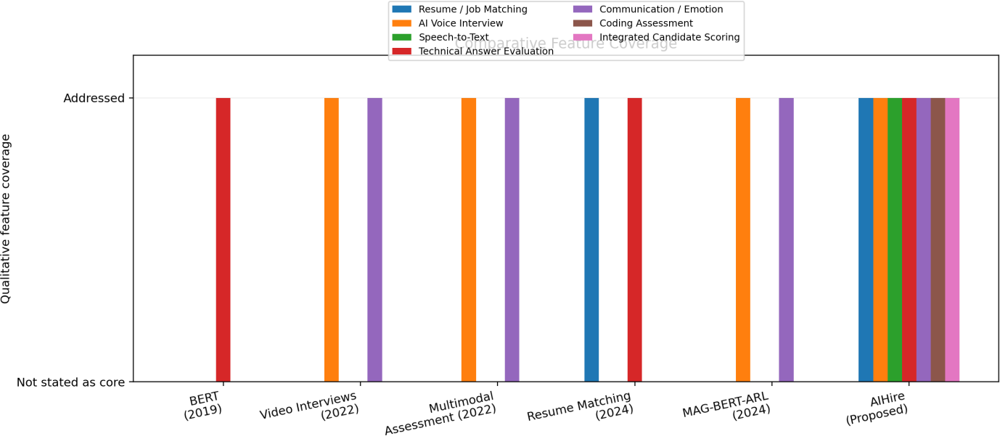 Resume / Job Matching
AI Voice Interview
Speech-to-Text
Technical Answer Evaluation
Communication / Emotion
Coding Assessment
Integrated Candidate Scoring
Comparative Feature Coverage
Qualitative feature coverage
Addressed
Not stated as core
BERT
(2019)
Video Interviews
(2022)
Multimodal
Assessment (2022)
Resume Matching
(2024)
MAG-BERT-ARL
(2024)
AIHire
(Proposed)